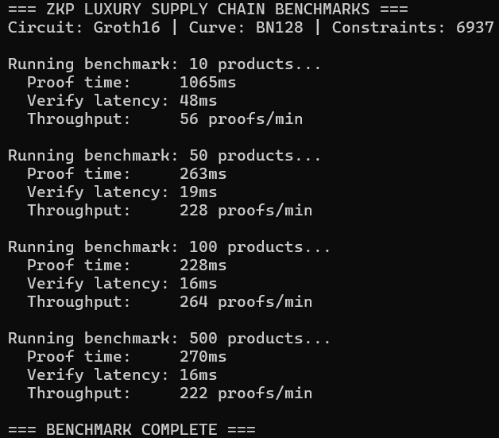 === ZKP LUXURY SUPPLY CHAIN BENCHMARKS ===
Circuit: Groth16 | Curve: BN128 | Constraints: 6937
Running benchmark: 10 products...
Proof time: 1065ms
Verify latency: 48ms
Throughput: 56 proofs/min
Running benchmark: 50 products...
Proof time: 263ms
Verify latency: 19ms
Throughput: 228 proofs/min
Running benchmark: 100 products...
Proof time: 228ms
Verify latency: 16ms
Throughput: 264 proofs/min
Running benchmark: 500 products...
Proof time: 270ms
Verify latency: 16ms
Throughput: 222 proofs/min
=== BENCHMARK COMPLETE ===